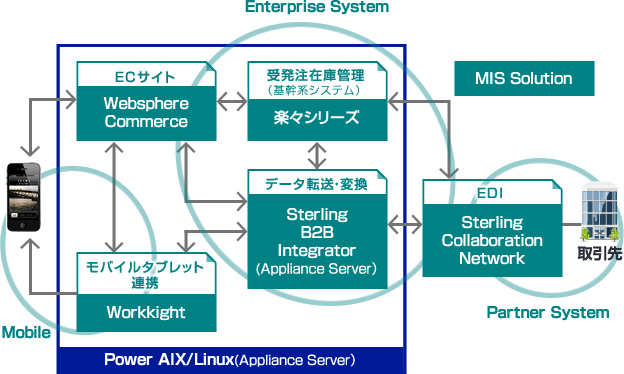 Enterprise System
ECサイト
Websphere
Commerce
受発注在庫管理
（基幹系システム）
楽々シリーズ
MIS Solution
データ転送・変換
Sterling
B2B
Integrator
(Appliance Server)
EDI
Sterling
Collaboration
Network
取引先
モバイルタブレット
連携
Workkight
Mobile
Partner System
Power AIX/Linux(Appliance Server)